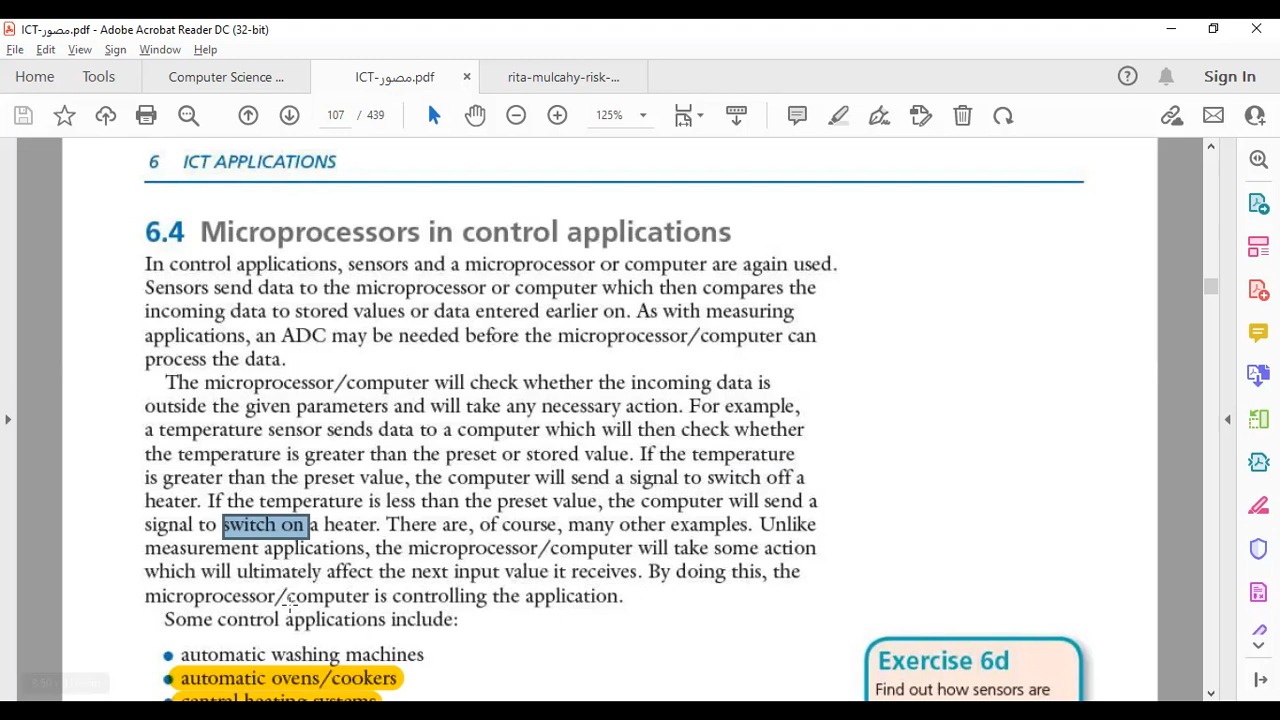 ICT-مصور.pdf - Adobe Acrobat Reader DC (32-bit)
File Edit View Sign Window Help
Home Tools Computer Science ... ICT-مصور.pdf × rita-mulcahy-risk-... Sign In
107 / 439 125%
6 ICT APPLICATIONS
6.4 Microprocessors in control applications
In control applications, sensors and a microprocessor or computer are again used.
Sensors send data to the microprocessor or computer which then compares the
incoming data to stored values or data entered earlier on. As with measuring
applications, an ADC may be needed before the microprocessor/computer can
process the data.
The microprocessor/computer will check whether the incoming data is
outside the given parameters and will take any necessary action. For example,
a temperature sensor sends data to a computer which will then check whether
the temperature is greater than the preset or stored value. If the temperature
is greater than the preset value, the computer will send a signal to switch off a
heater. If the temperature is less than the preset value, the computer will send a
signal to switch on a heater. There are, of course, many other examples. Unlike
measurement applications, the microprocessor/computer will take some action
which will ultimately affect the next input value it receives. By doing this, the
microprocessor/computer is controlling the application.
Some control applications include:
• automatic washing machines
• automatic ovens/cookers
central heating systems
Exercise 6d
Find out how sensors are